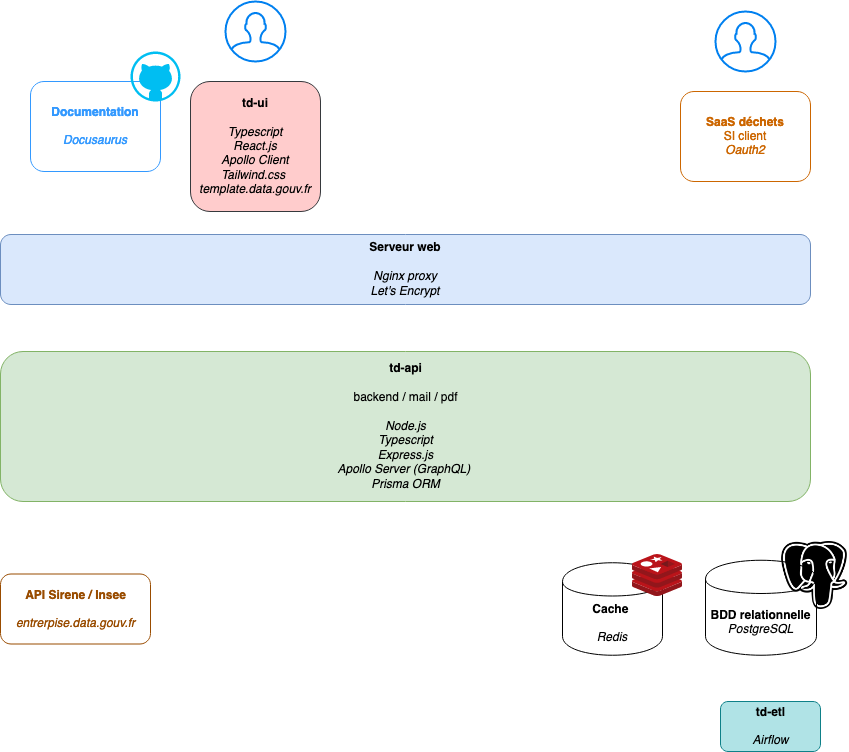 Documentation
Docusaurus
td-ui
Typescript
React.js
Apollo Client
Tailwind.css
template.data.gouv.fr
SaaS déchets
SI client
Oauth2
Serveur web
Nginx proxy
Let's Encrypt
td-api
backend / mail / pdf
Node.js
Typescript
Express.js
Apollo Server (GraphQL)
Prisma ORM
API Sirene / Insee
entrerpise.data.gouv.fr
Cache
Redis
BDD relationnelle
PostgreSQL
td-etl
Airflow